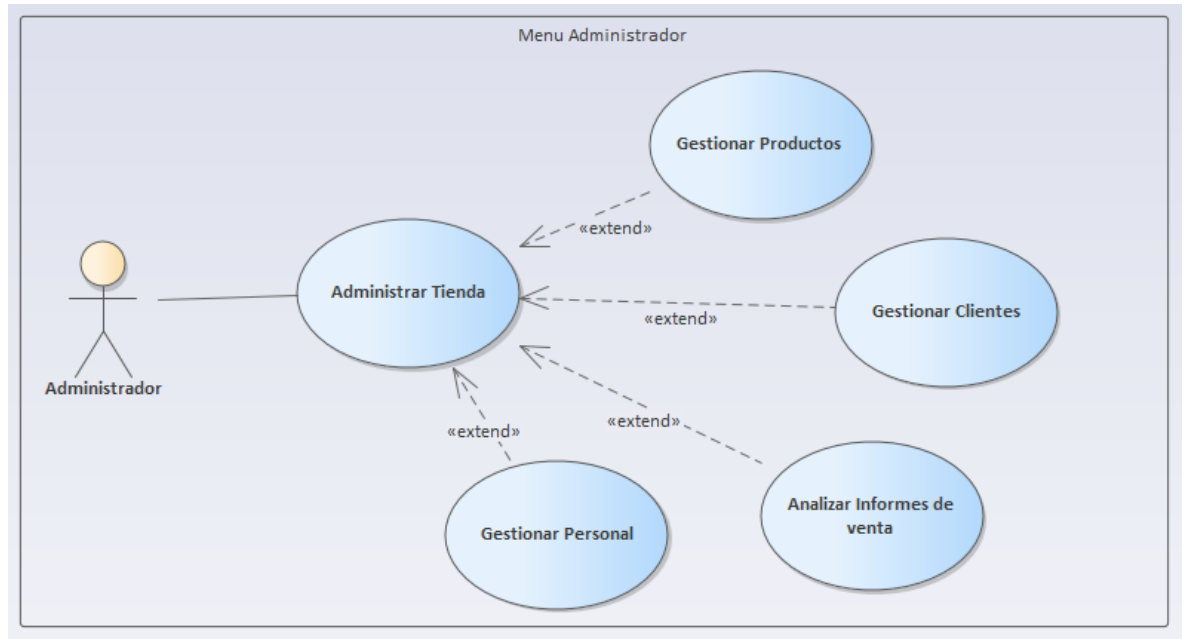 Menu Administrador
Gestionar Productos
«extend»
Administrar Tienda
Gestionar Clientes
«extend»
Administrador
«extend»
«extend»
Analizar Informes de
venta
Gestionar Personal